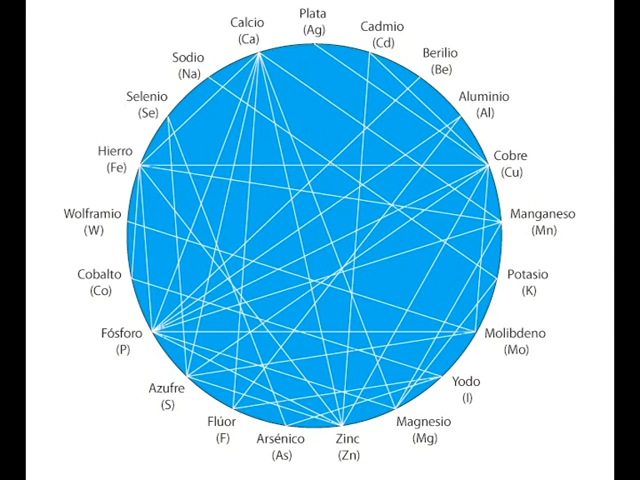 Plata
(Ag)
Cadmio
(Cd)
Berilio
(Be)
Aluminio
(Al)
Cobre
(Cu)
Manganeso
(Mn)
Potasio
(K)
Molibdeno
(Mo)
Yodo
(I)
Magnesio
(Mg)
Zinc
(Zn)
Arsénico
(As)
Flúor
(F)
Azufre
(S)
Fósforo
(P)
Cobalto
(Co)
Wolframio
(W)
Hierro
(Fe)
Selenio
(Se)
Sodio
(Na)
Calcio
(Ca)